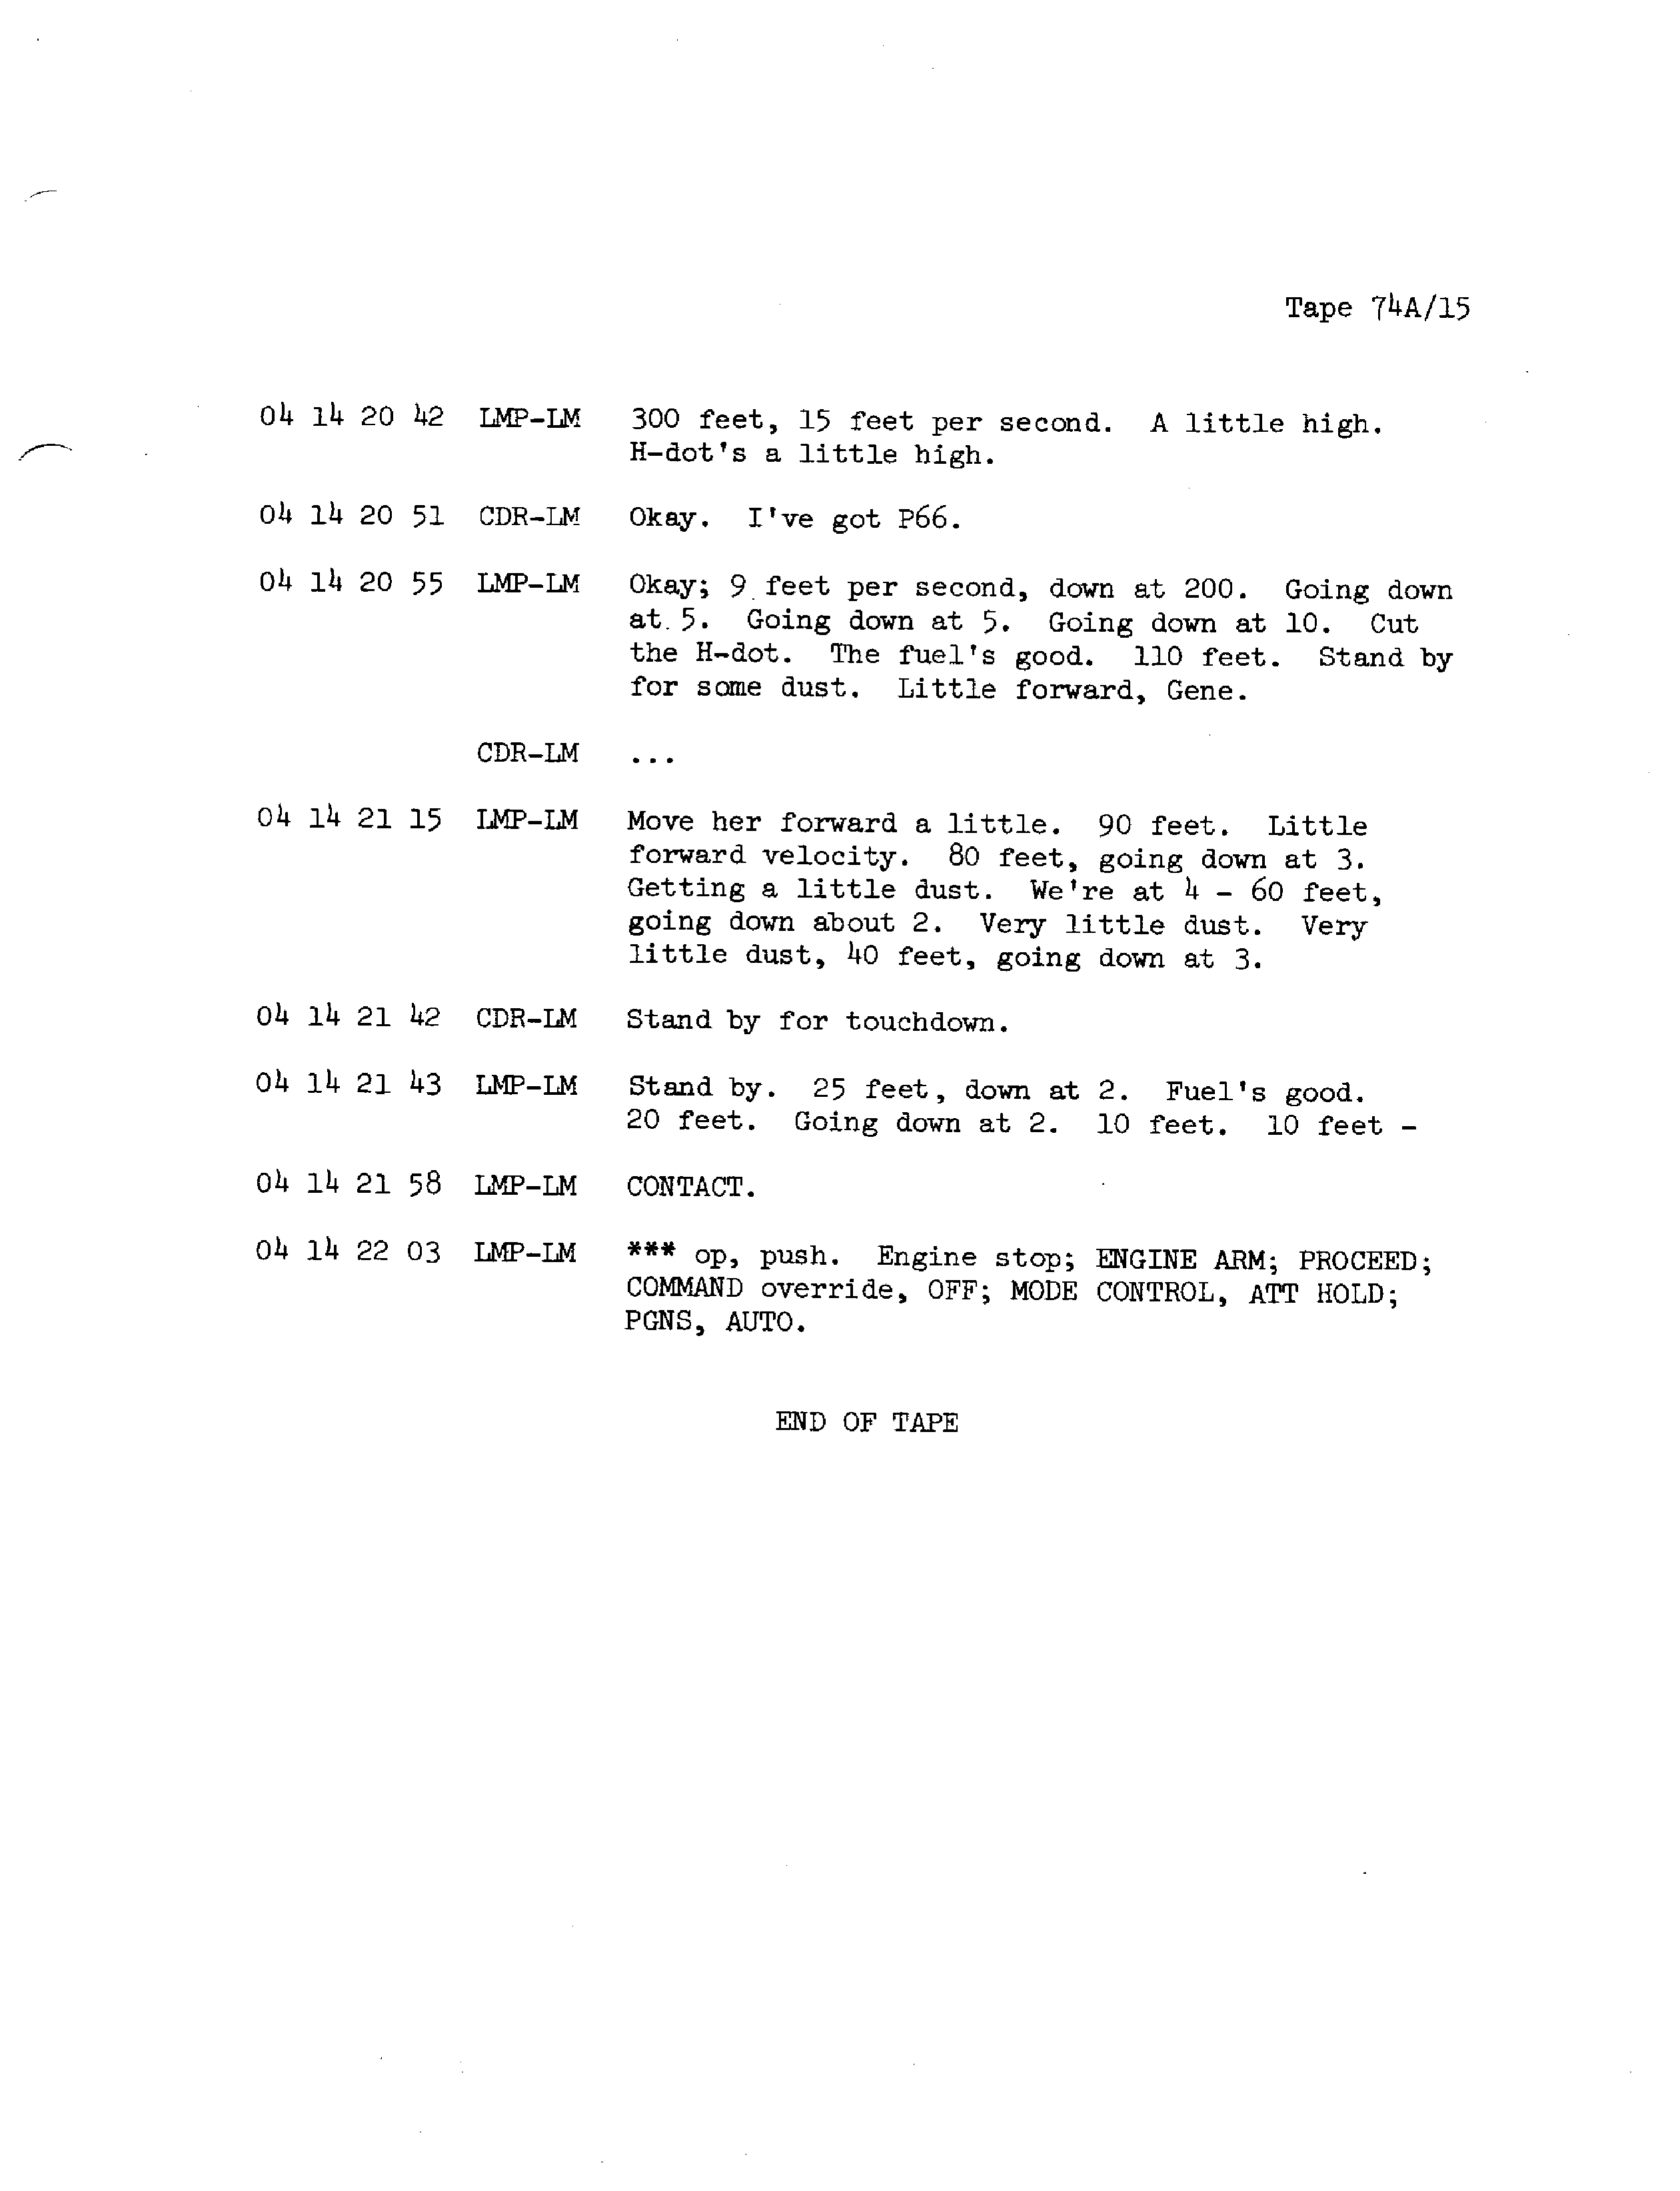 Tape 74A/15
04 14 20 42 LMP-LM 300 feet, 15 feet per second. A little high.
H-dot's a little high.
04 14 20 51 CDR-LM Okay. I've got P66.
04 14 20 55 LMP-LM Okay; 9 feet per second, down at 200. Going down
at 5. Going down at 5. Going down at 10. Cut
the H-dot. The fuel's good. 110 feet. Stand by
for some dust. Little forward, Gene.
CDR-LM ...
04 14 21 15 LMP-LM Move her forward a little. 90 feet. Little
forward velocity. 80 feet, going down at 3.
Getting a little dust. We're at 4 - 60 feet,
going down about 2. Very little dust. Very
little dust, 40 feet, going down at 3.
04 14 21 42 CDR-LM Stand by for touchdown.
04 14 21 43 LMP-LM Stand by. 25 feet, down at 2. Fuel's good.
20 feet. Going down at 2. 10 feet. 10 feet -
04 14 21 58 LMP-LM CONTACT.
04 14 22 03 LMP-LM *** op, push. Engine stop; ENGINE ARM; PROCEED;
COMMAND override, OFF; MODE CONTROL, ATT HOLD;
PGNS, AUTO.
END OF TAPE